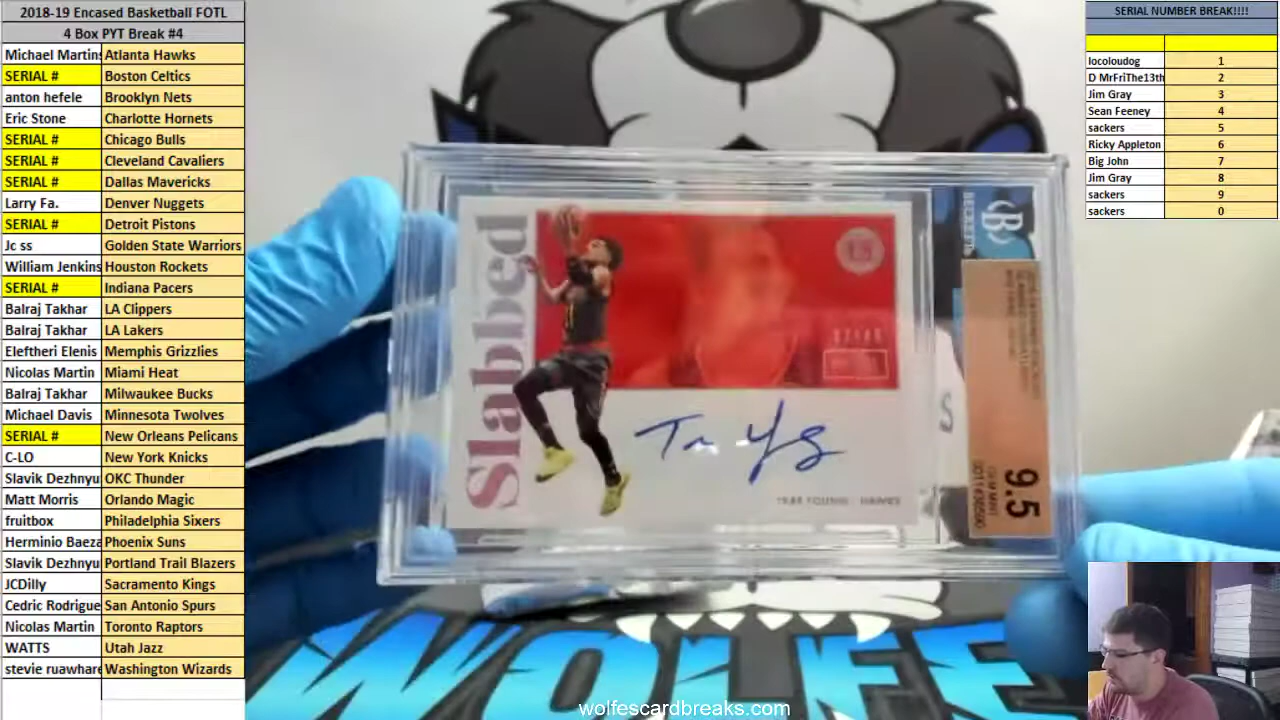 2018-19 Encased Basketball FOTL
4 Box PYT Break #4
Michael Martins Atlanta Hawks
SERIAL # Boston Celtics
anton hefele Brooklyn Nets
Eric Stone Charlotte Hornets
SERIAL # Chicago Bulls
SERIAL # Cleveland Cavaliers
SERIAL # Dallas Mavericks
Larry Fa. Denver Nuggets
SERIAL # Detroit Pistons
Jc ss Golden State Warriors
William Jenkins Houston Rockets
SERIAL # Indiana Pacers
Balraj Takhar LA Clippers
Balraj Takhar LA Lakers
Eleftheri Elenis Memphis Grizzlies
Nicolas Martin Miami Heat
Balraj Takhar Milwaukee Bucks
Michael Davis Minnesota Twolves
SERIAL # New Orleans Pelicans
C-LO New York Knicks
Slavik Dezhnyu OKC Thunder
Matt Morris Orlando Magic
fruitbox Philadelphia Sixers
Herminio Baeza Phoenix Suns
Slavik Dezhnyu Portland Trail Blazers
JCDilly Sacramento Kings
Cedric Rodrigue San Antonio Spurs
Nicolas Martin Toronto Raptors
WATTS Utah Jazz
stevie ruawhare Washington Wizards
Slabbed
TRAE YOUNG HAWKS
BECKETT
B
9.5
GEM MINT
S
WOLFE
wolfescardbreaks.com
SERIAL NUMBER BREAK!!!!
locoloudog 1
D MrFriThe13th 2
Jim Gray 3
Sean Feeney 4
sackers 5
Ricky Appleton 6
Big John 7
Jim Gray 8
sackers 9
sackers 0